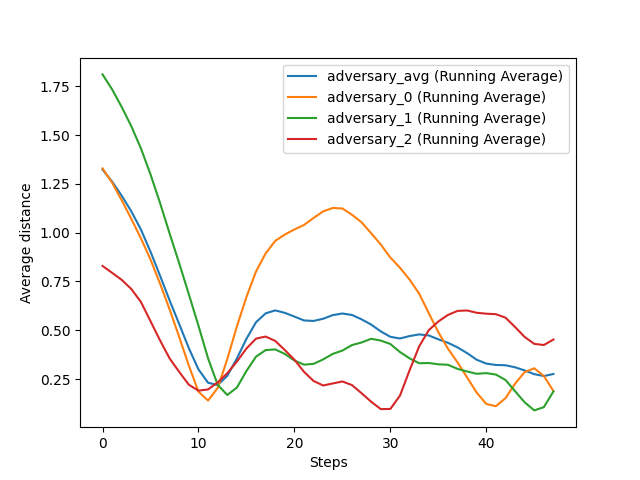 adversary_avg (Running Average)
adversary_0 (Running Average)
adversary_1 (Running Average)
adversary_2 (Running Average)
Average distance
1.75
1.50
1.25
1.00
0.75
0.50
0.25
0 10 20 30 40
Steps